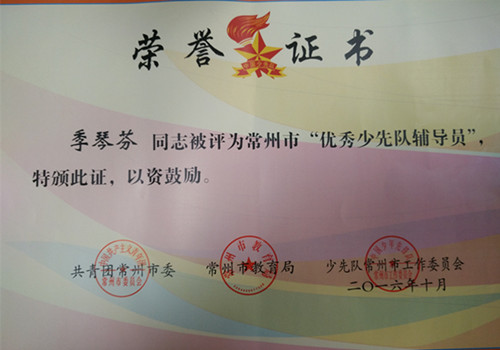 荣誉证书
季琴芬 同志被评为常州市“优秀少先队辅导员”，
特颁此证，以资鼓励。
共青团常州市委 常州市教育局 少先队常州市工作委员会
二〇一六年十月